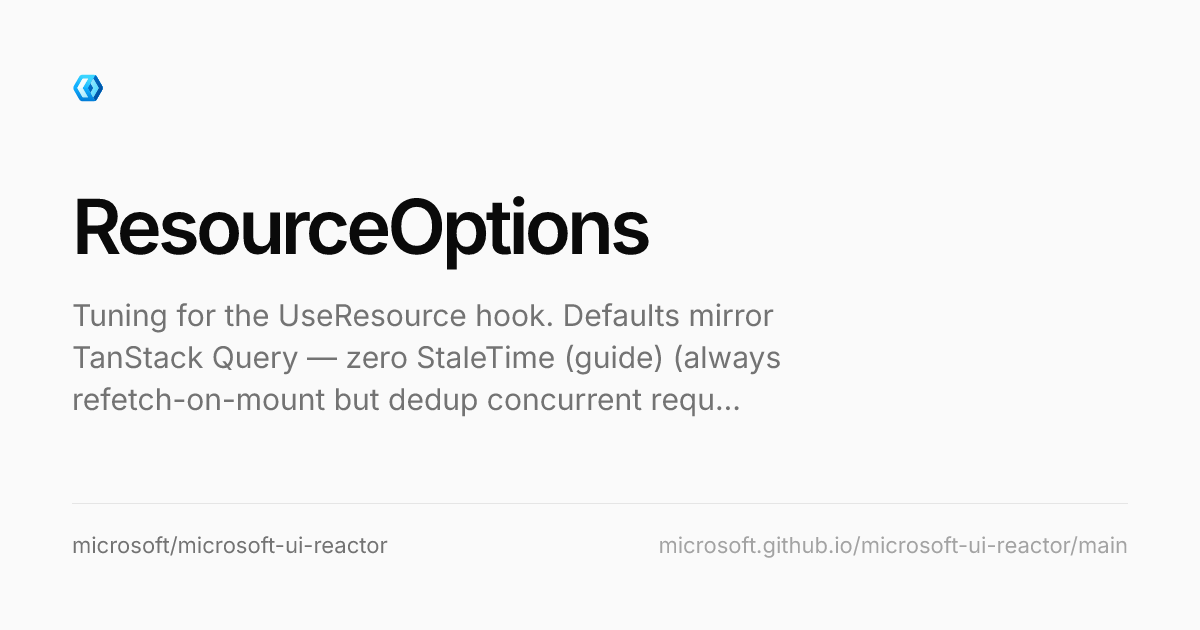 ResourceOptions
Tuning for the UseResource hook. Defaults mirror
TanStack Query — zero StaleTime (guide) (always
refetch-on-mount but dedup concurrent requ...
microsoft/microsoft-ui-reactor
microsoft.github.io/microsoft-ui-reactor/main